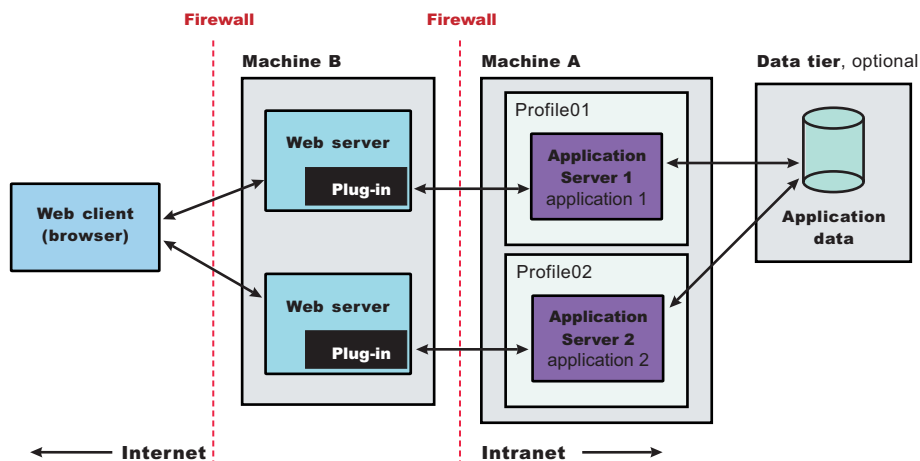 Firewall
Firewall
Machine B
Machine A
Data tier, optional
Web server
Plug-in
Profile01
Application
Server 1
application 1
Web client
(browser)
Application
data
Web server
Plug-in
Profile02
Application
Server 2
application 2
Internet
Intranet